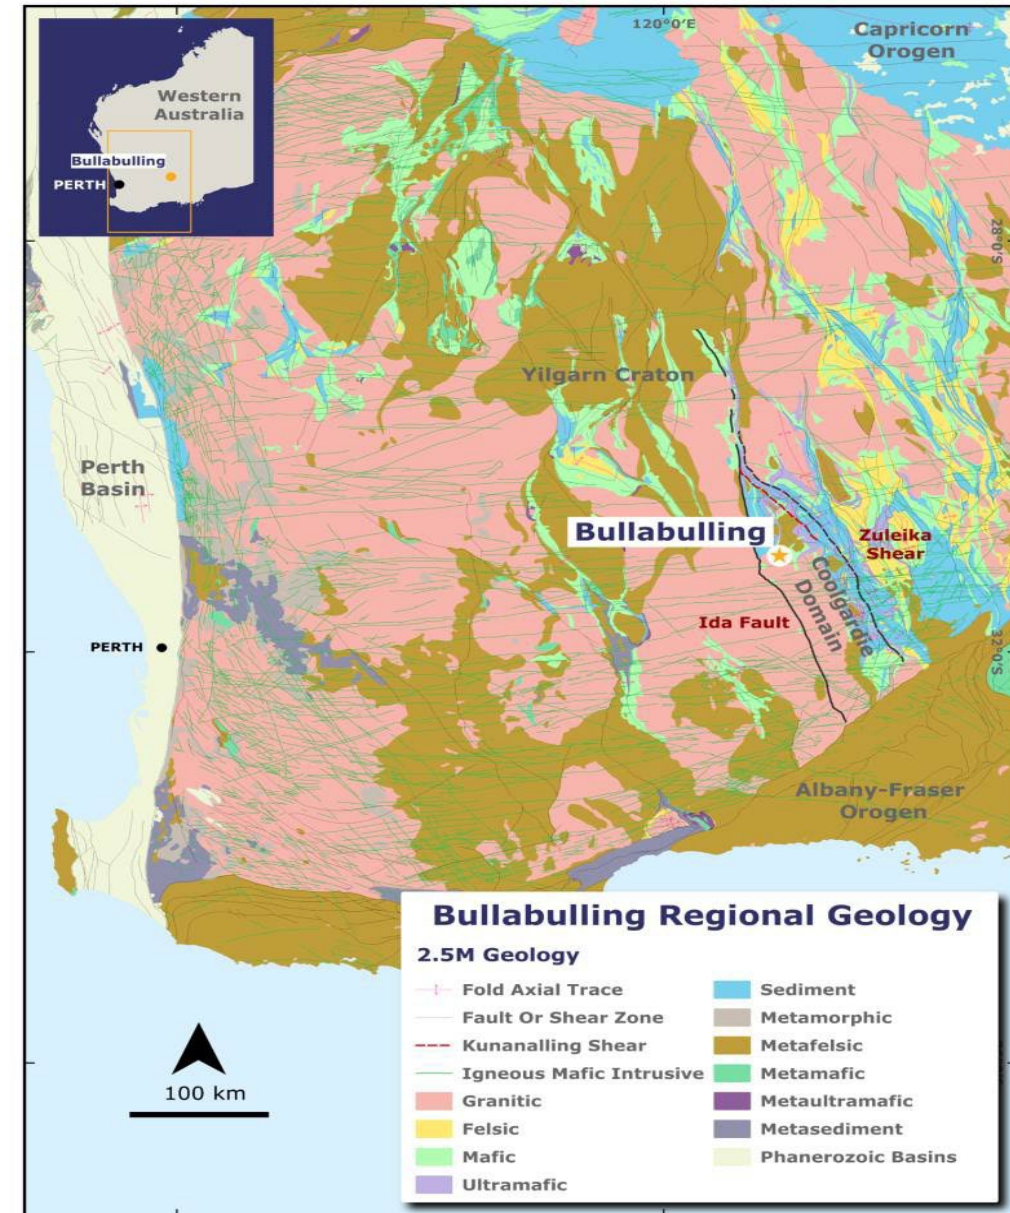 120°0′E
Capricorn
Orogen
Western
Australia
Bullabulling
PERTH
28°0′S
Yilgarn Craton
Perth
Basin
Bullabulling
Zuleika
Shear
Coolgardie
Domain
Ida Fault
32°0′S
PERTH
Albany-Fraser
Orogen
Bullabulling Regional Geology
2.5M Geology
Fold Axial Trace
Fault Or Shear Zone
Kunanalling Shear
Igneous Mafic Intrusive
Granitic
Felsic
Mafic
Ultramafic
Sediment
Metamorphic
Metafelsic
Metamafic
Metaultramafic
Metasediment
Phanerozoic Basins
100 km